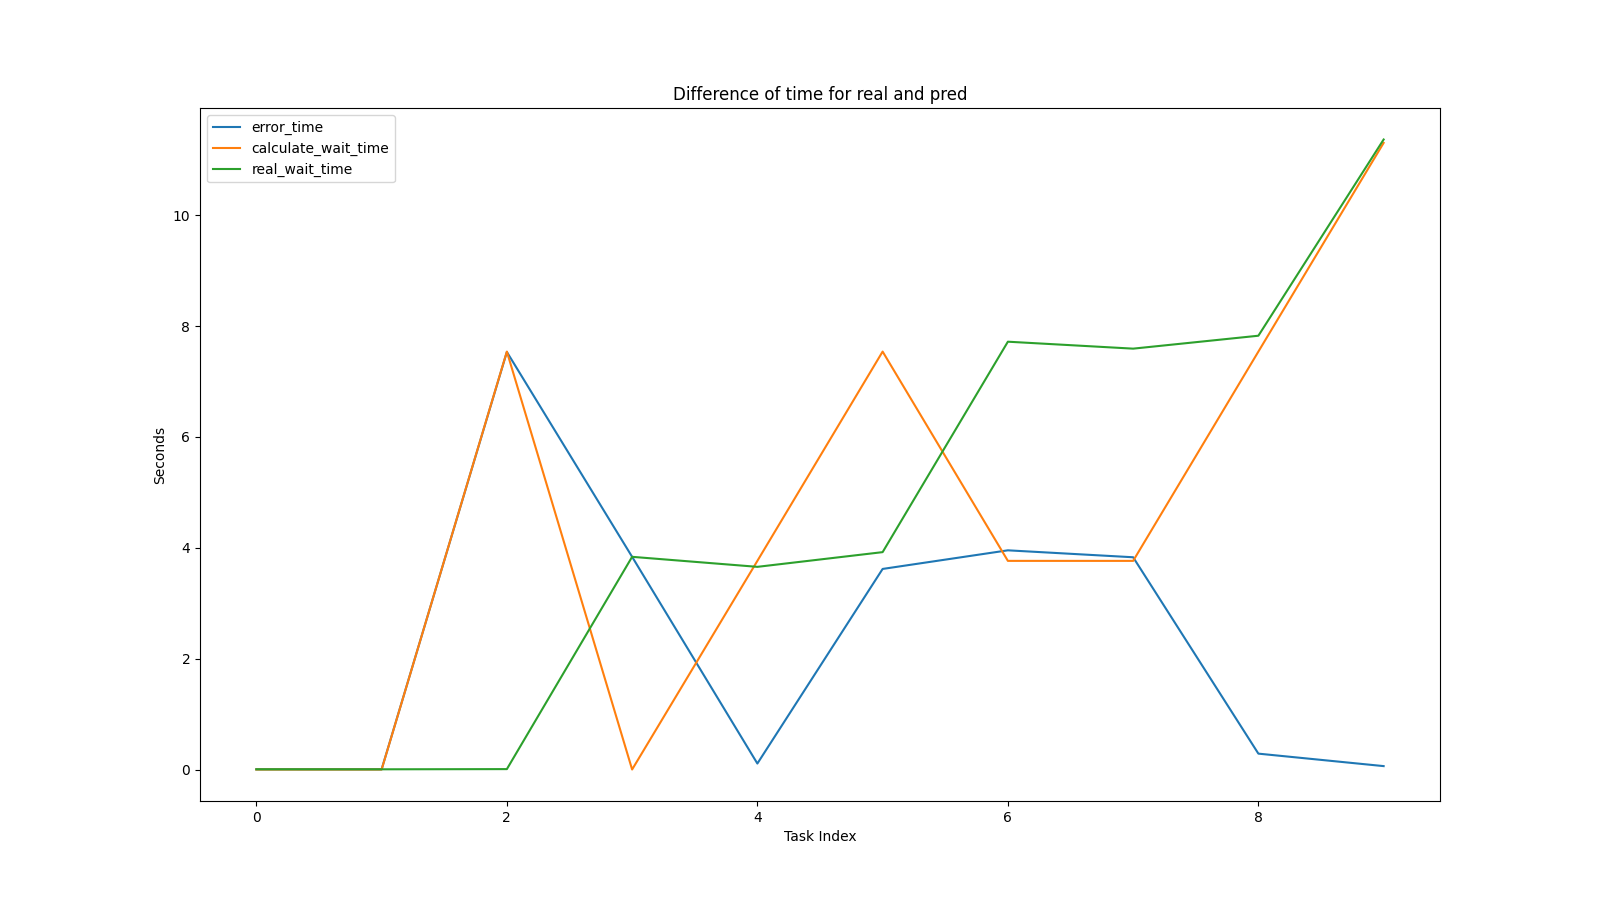 Difference of time for real and pred
error_time
calculate_wait_time
real_wait_time
10
8
6
4
2
0
Seconds
0 2 4 6 8
Task Index